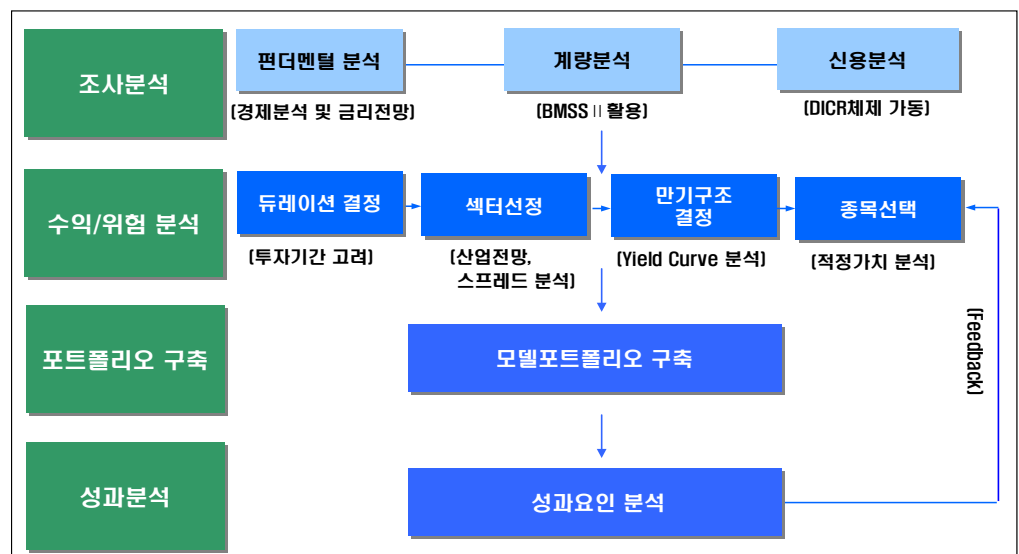 조사분석
펀더멘털 분석
계량분석
신용분석
(경제분석 및 금리전망)
(BMSSⅡ활용)
(DICR체제 가동)
수익/위험 분석
듀레이션 결정
섹터선정
만기구조
결정
종목선택
(투자기간 고려)
(산업전망,
스프레드 분석)
(Yield Curve 분석)
(적정가치 분석)
(Feedback)
포트폴리오 구축
모델포트폴리오 구축
성과분석
성과요인 분석